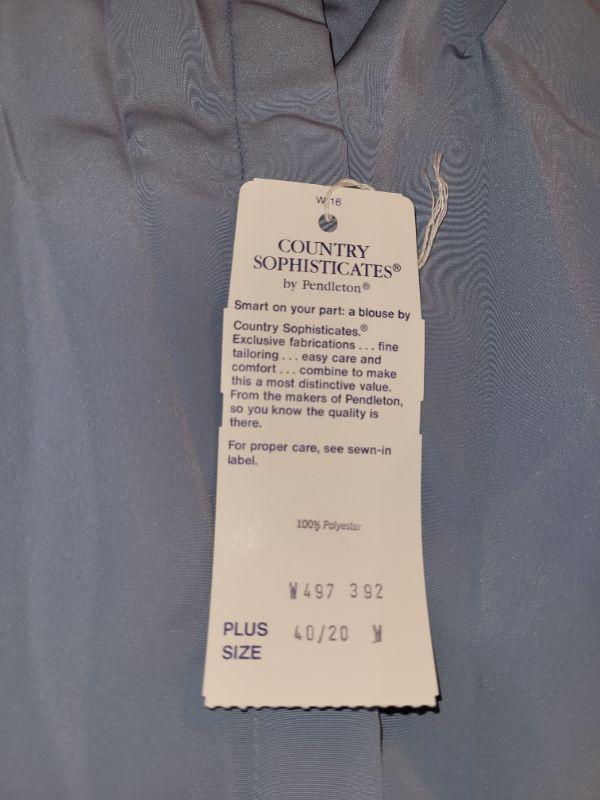 W 16
COUNTRY
SOPHISTICATES®
by Pendleton®
Smart on your part: a blouse by
Country Sophisticates.®
Exclusive fabrications . . . fine
tailoring . . . easy care and
comfort . . . combine to make
this a most distinctive value.
From the makers of Pendleton,
so you know the quality is
there.
For proper care, see sewn-in
label.
100% Polyester
W497 392
PLUS SIZE 40/20 W